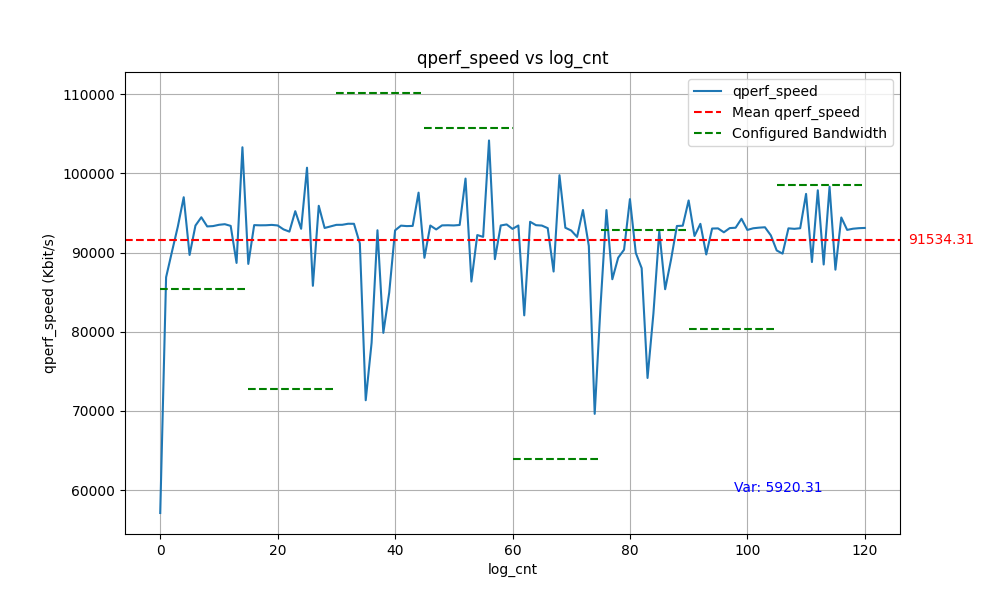 qperf_speed vs log_cnt
qperf_speed
Mean qperf_speed
Configured Bandwidth
110000
100000
90000
80000
70000
60000
qperf_speed (Kbit/s)
91534.31
Var: 5920.31
0 20 40 60 80 100 120
log_cnt